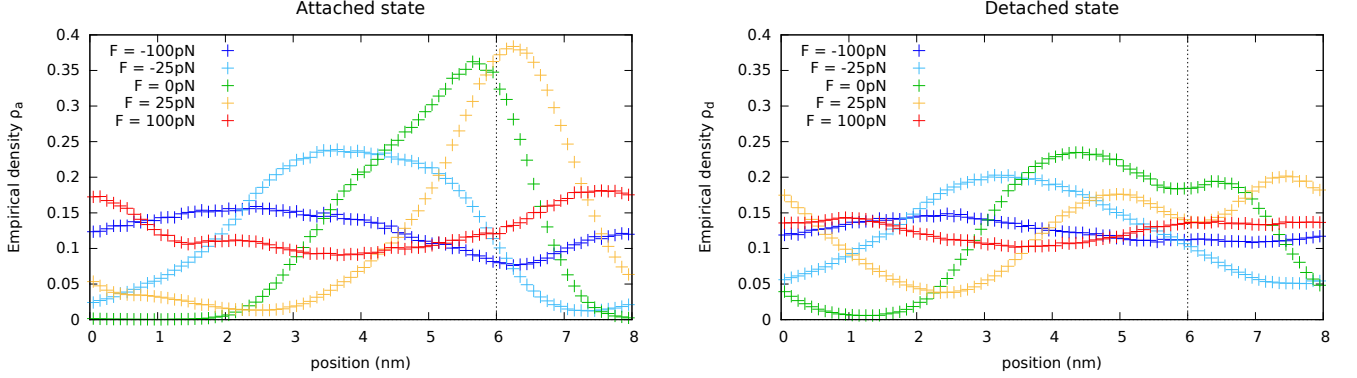 Attached state
0.4
0.35
0.3
0.25
0.2
0.15
0.1
0.05
0
Empirical density ρa
F = -100pN
F = -25pN
F = 0pN
F = 25pN
F = 100pN
0 1 2 3 4 5 6 7 8
position (nm)
Detached state
0.4
0.35
0.3
0.25
0.2
0.15
0.1
0.05
0
Empirical density ρd
F = -100pN
F = -25pN
F = 0pN
F = 25pN
F = 100pN
0 1 2 3 4 5 6 7 8
position (nm)